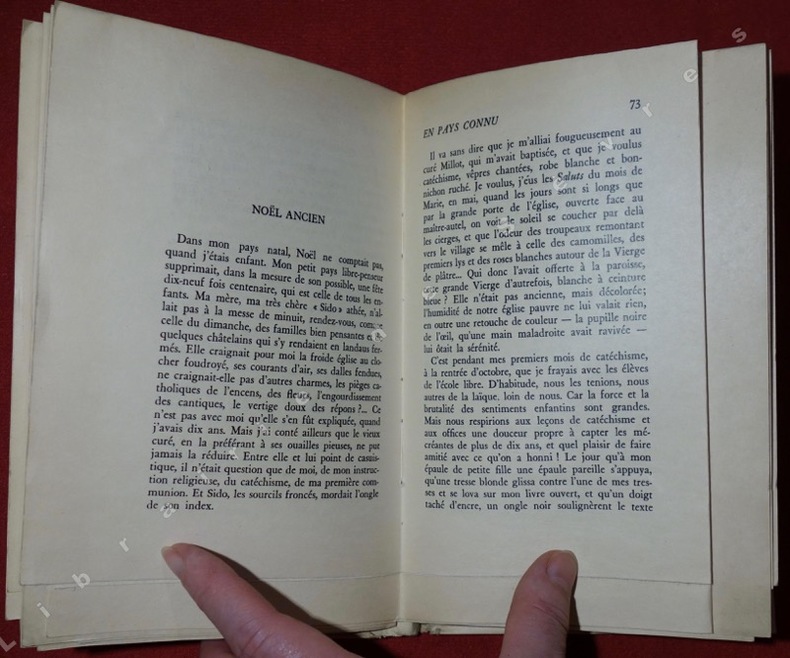 NOËL ANCIEN
Dans mon pays natal, Noël ne comptait pas,
quand j'étais enfant. Mon petit pays libre-penseur
supprimait, dans la mesure de son possible, une fête
dix-neuf fois centenaire, qui est celle de tous les en-
fants. Ma mère, ma très chère « Sido » athée, n'al-
lait pas à la messe de minuit, rendez-vous, comme
celle du dimanche, des familles bien pensantes et de
quelques châtelains qui s'y rendaient en landaus fer-
més. Elle craignait pour moi la froide église au clo-
cher foudroyé, ses courants d'air, ses dalles fendues,
ne craignait-elle pas d'autres charmes, les pièges ca-
tholiques de l'encens, des fleurs, l'engourdissement
des cantiques, le vertige doux des répons ?... Ce
n'est pas avec moi qu'elle s'en fût expliquée, quand
j'avais dix ans. Mais j'ai conté ailleurs que le vieux
curé, en la préférant à ses ouailles pieuses, ne put
jamais la réduire. Entre elle et lui point de casuis-
tique, il n'était question que de moi, de mon instruc-
tion religieuse, du catéchisme, de ma première com-
munion. Et Sido, les sourcils froncés, mordait l'ongle
de son index.
EN PAYS CONNU 73
Il va sans dire que je m'alliai fougueusement au
curé Millot, qui m'avait baptisée, et que je voulus
catéchisme, vêpres chantées, robe blanche et bon-
nichon ruché. Je voulus, j'eus les Saluts du mois de
Marie, en mai, quand les jours sont si longs que
par la grande porte de l'église, ouverte face au
maître-autel, on voit le soleil se coucher par delà
les cierges, et que l'odeur des troupeaux remontant
vers le village se mêle à celle des camomilles, des
premiers lys et des roses blanches autour de la Vierge
de plâtre... Qui donc l'avait offerte à la paroisse,
cette grande Vierge d'autrefois, blanche à ceinture
bleue ? Elle n'était pas ancienne, mais décolorée;
l'humidité de notre église pauvre ne lui valait rien,
en outre une retouche de couleur — la pupille noire
de l'œil, qu'une main maladroite avait ravivée —
lui ôtait la sérénité.
C'est pendant mes premiers mois de catéchisme,
à la rentrée d'octobre, que je frayais avec les élèves
de l'école libre. D'habitude, nous les tenions, nous
autres de la laïque, loin de nous. Car la force et la
brutalité des sentiments enfantins sont grandes.
Mais nous respirions aux leçons de catéchisme et
aux offices une douceur propre à capter les mé-
créantes de plus de dix ans, et quel plaisir de faire
amitié avec ce qu'on a honni ! Le jour qu'à mon
épaule de petite fille une épaule pareille s'appuya,
qu'une tresse blonde glissa contre l'une de mes tres-
ses et se lova sur mon livre ouvert, et qu'un doigt
taché d'encre, un ongle noir soulignèrent le texte